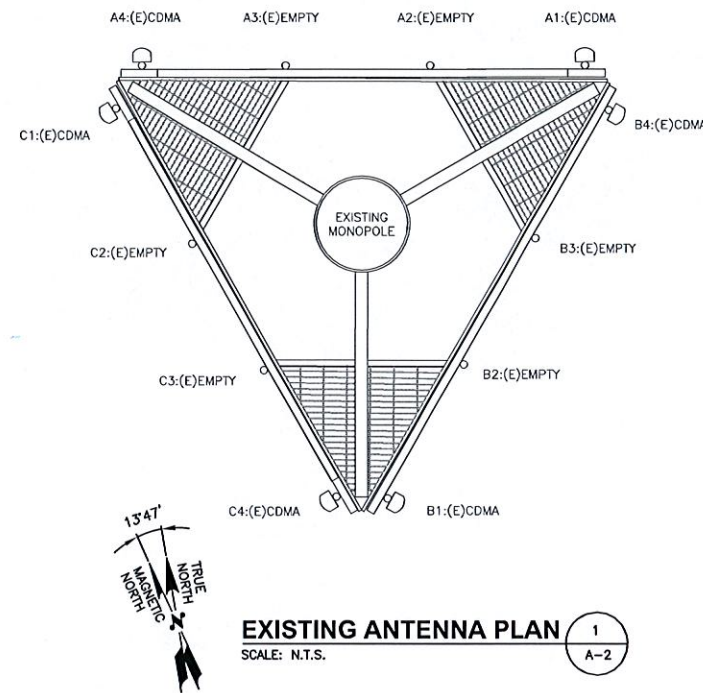 A4:(E)CDMA
A3:(E)EMPTY
A2:(E)EMPTY
A1:(E)CDMA
C1:(E)CDMA
B4:(E)CDMA
EXISTING
MONOPOLE
C2:(E)EMPTY
B3:(E)EMPTY
C3:(E)EMPTY
B2:(E)EMPTY
C4:(E)CDMA
B1:(E)CDMA
13°47'
TRUE
NORTH
MAGNETIC
NORTH
N
EXISTING ANTENNA PLAN
1
SCALE: N.T.S.
A-2